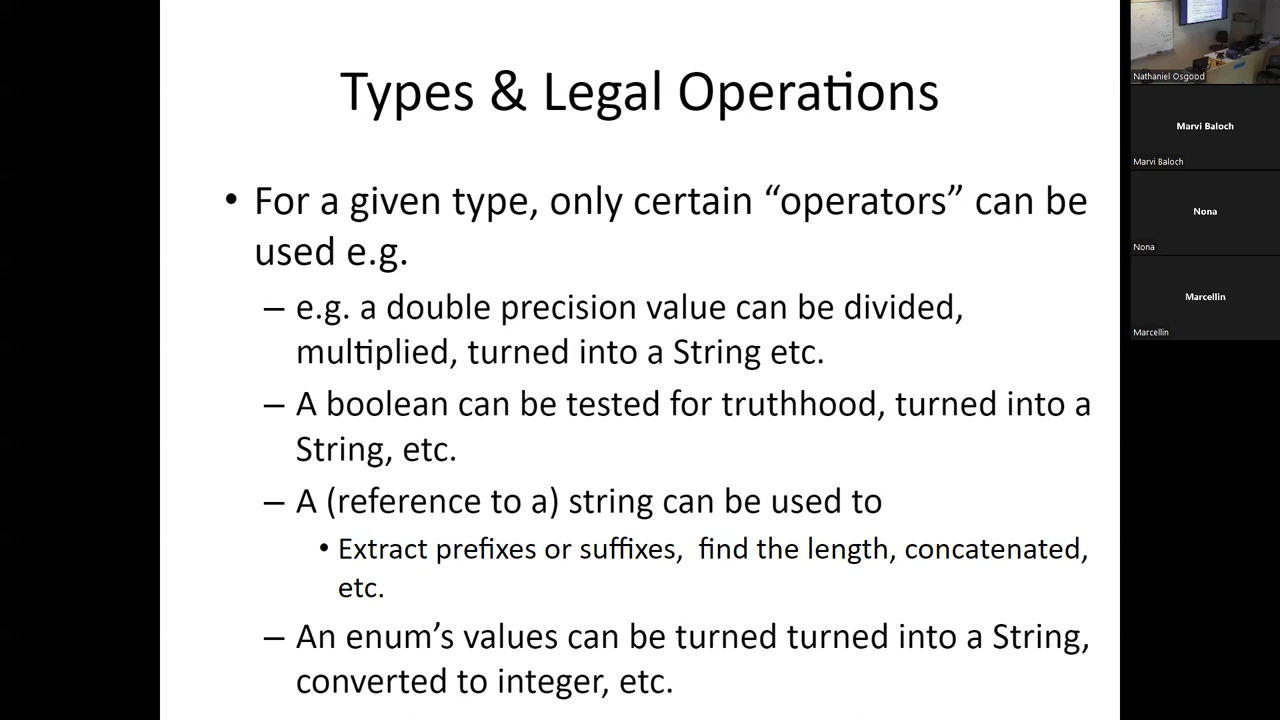 Types & Legal Operations
• For a given type, only certain “operators” can be
used e.g.
– e.g. a double precision value can be divided,
multiplied, turned into a String etc.
– A boolean can be tested for truthhood, turned into a
String, etc.
– A (reference to a) string can be used to
• Extract prefixes or suffixes,  find the length, concatenated,
etc.
– An enum’s values can be turned turned into a String,
converted to integer, etc.
Nathaniel Osgood
Marvi Baloch
Marvi Baloch
Nona
Nona
Marcellin
Marcellin